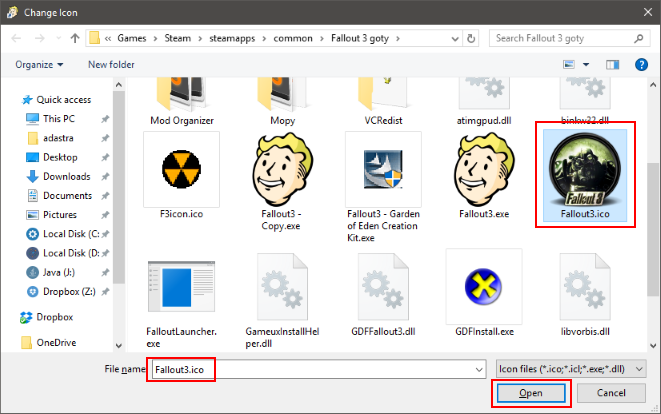 Change Icon
« Games > Steam > steamapps > common > Fallout 3 goty >
Search Fallout 3 goty
Organize
New folder
Quick access
This PC
adastra
Desktop
Downloads
Documents
Pictures
Local Disk (C:
Local Disk (D:
Java (J:)
Dropbox (Z:)
Dropbox
OneDrive
Mod Organizer
Mopy
VCRedist
atimgpud.dll
binkw32.dll
F3icon.ico
Fallout3 -
Copy.exe
Fallout3 - Garden
of Eden Creation
Kit.exe
Fallout3.exe
Fallout 3
Fallout3.ico
FalloutLauncher.
exe
GameuxInstallHel
per.dll
GDFFallout3.dll
GDFInstall.exe
libvorbis.dll
File name:
Fallout3.ico
Icon files (*.ico;*.icl;*.exe;*.dll)
Open
Cancel